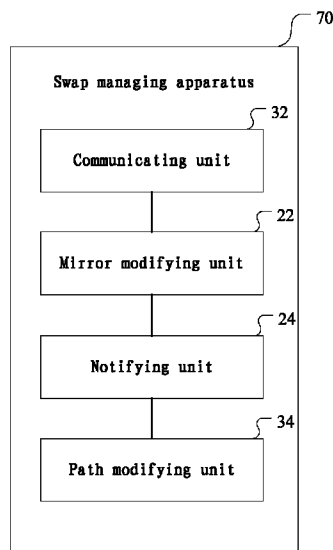 70
Swap managing apparatus
32
Communicating unit
22
Mirror modifying unit
24
Notifying unit
34
Path modifying unit